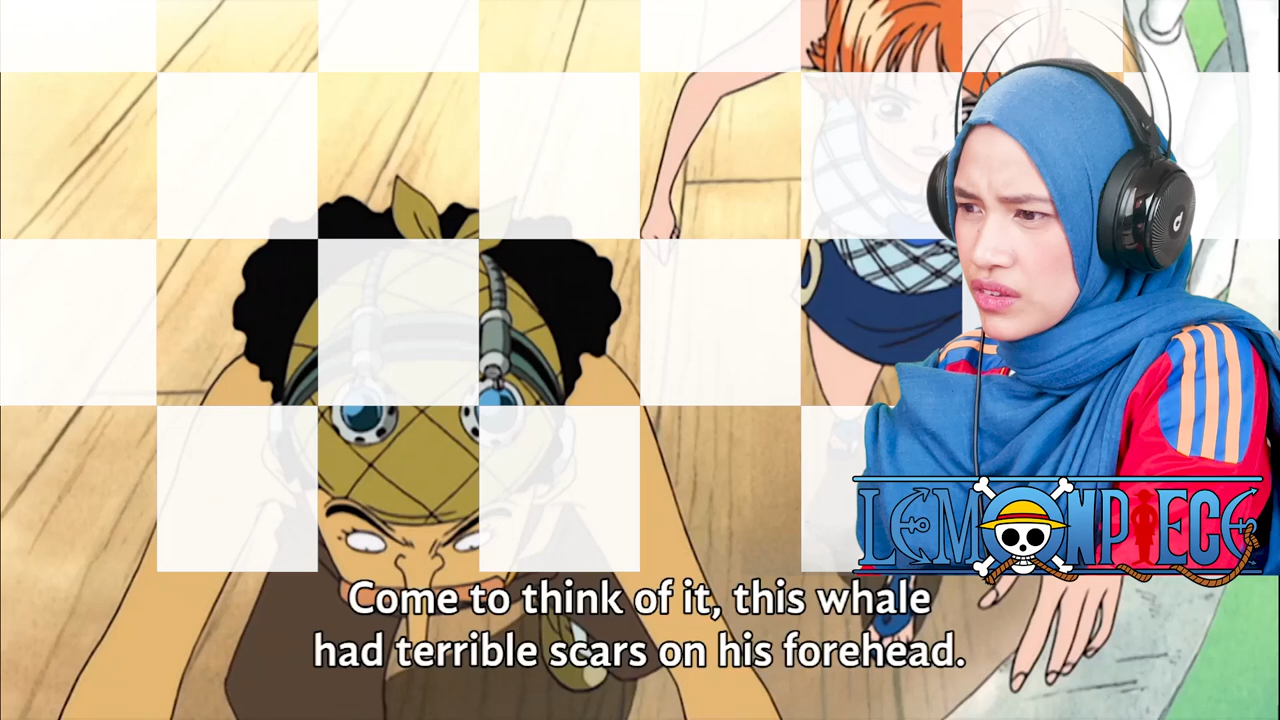 Come to think of it, this whale
had terrible scars on his forehead.
LEMONPIECE